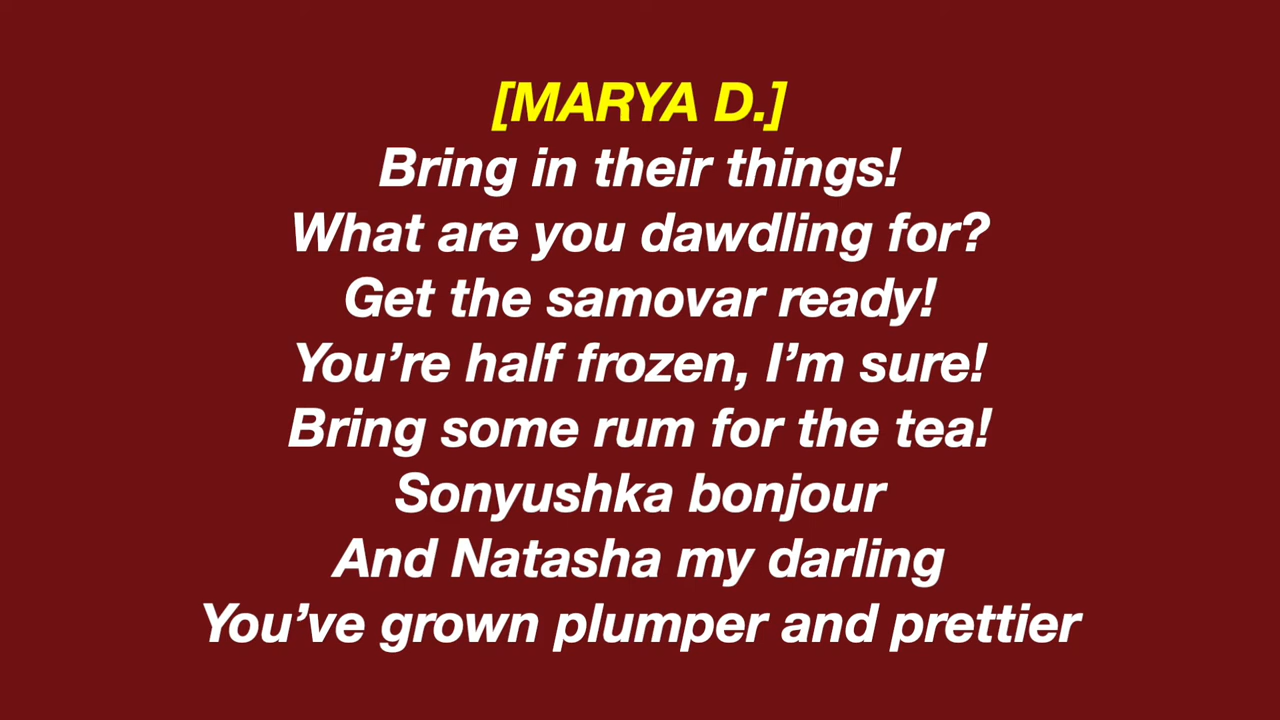 [MARYA D.]
Bring in their things!
What are you dawdling for?
Get the samovar ready!
You’re half frozen, I’m sure!
Bring some rum for the tea!
Sonyushka bonjour
And Natasha my darling
You’ve grown plumper and prettier